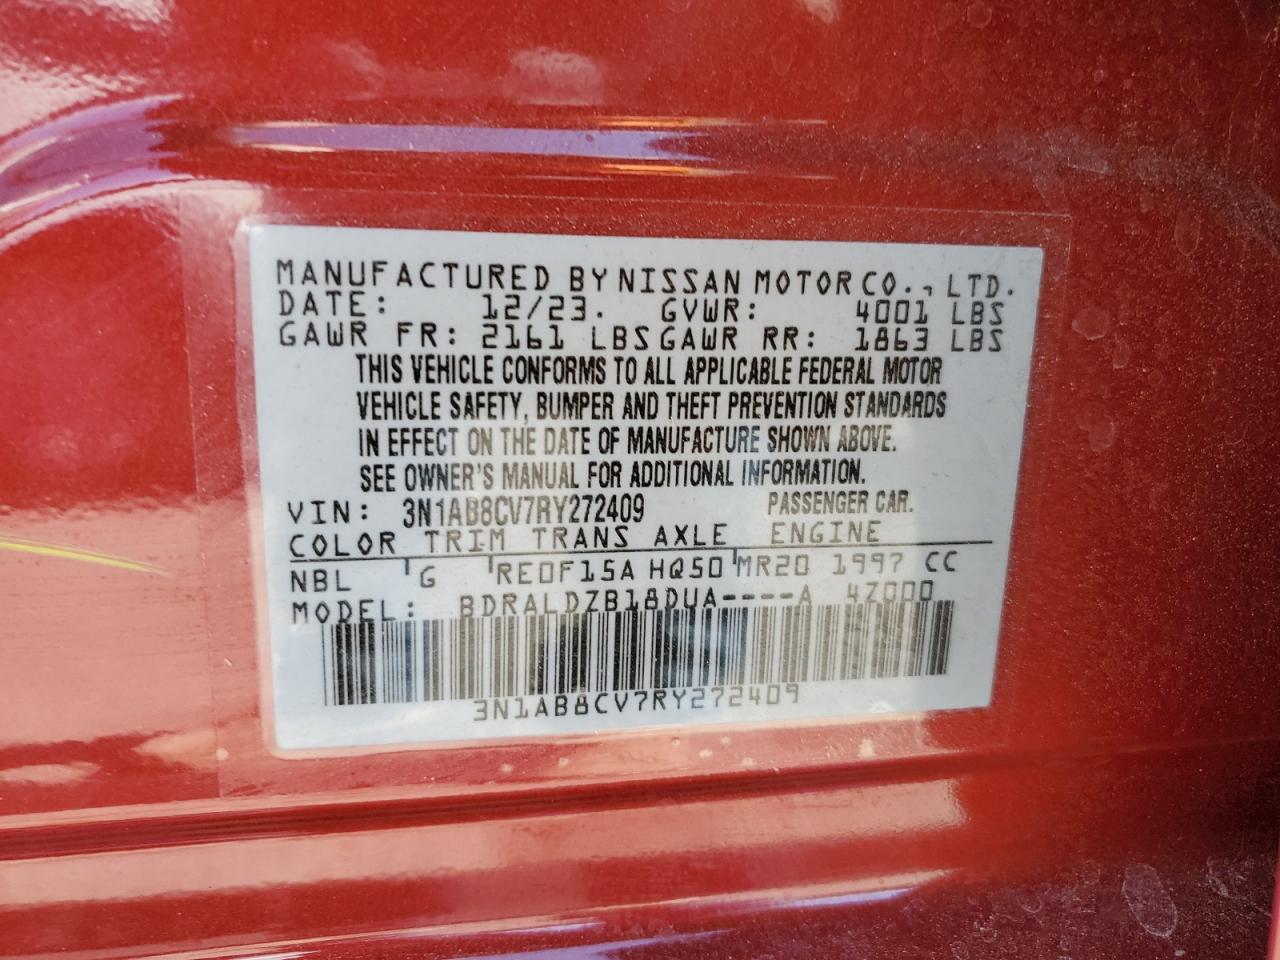 MANUFACTURED BY NISSAN MOTOR CO., LTD.
DATE: 12/23. GVWR: 4001 LBS
GAWR FR: 2161 LBS GAWR RR: 1863 LBS
THIS VEHICLE CONFORMS TO ALL APPLICABLE FEDERAL MOTOR
VEHICLE SAFETY, BUMPER AND THEFT PREVENTION STANDARDS
IN EFFECT ON THE DATE OF MANUFACTURE SHOWN ABOVE.
SEE OWNER'S MANUAL FOR ADDITIONAL INFORMATION.
VIN: 3N1AB8CV7RY272409 PASSENGER CAR.
COLOR TRIM TRANS AXLE ENGINE
NBL G RE0F15A HQ50 MR20 1997 CC
MODEL: BDRALDZB18DUA----A 4Z000
3N1AB8CV7RY272409